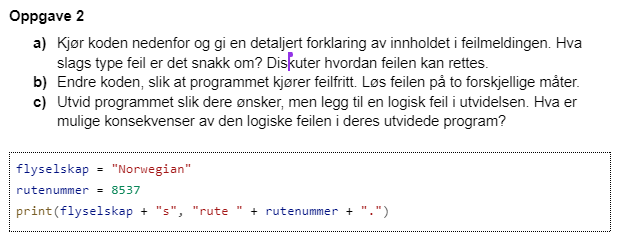 Oppgave 2
a) Kjør koden nedenfor og gi en detaljert forklaring av innholdet i feilmeldingen. Hva
slags type feil er det snakk om? Diskuter hvordan feilen kan rettes.
b) Endre koden, slik at programmet kjører feilfritt. Løs feilen på to forskjellige måter.
c) Utvid programmet slik dere ønsker, men legg til en logisk feil i utvidelsen. Hva er
mulige konsekvenser av den logiske feilen i deres utvidede program?
flyselskap = "Norwegian"
rutenummer = 8537
print(flyselskap + "s", "rute " + rutenummer + ".")